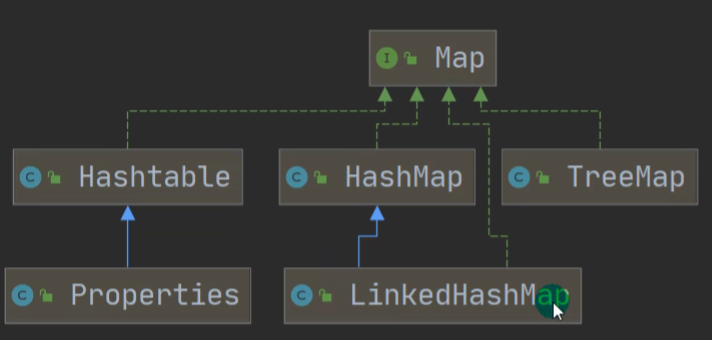 Map
Hashtable
HashMap
TreeMap
Properties
LinkedHashMap